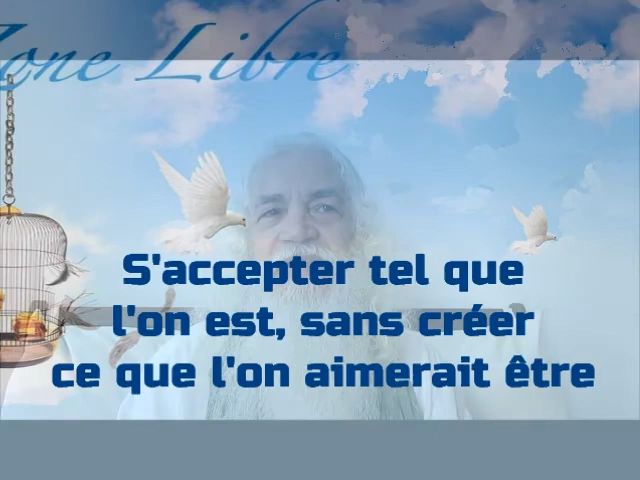 Zone Libre
S'accepter tel que
l'on est, sans créer
ce que l'on aimerait être